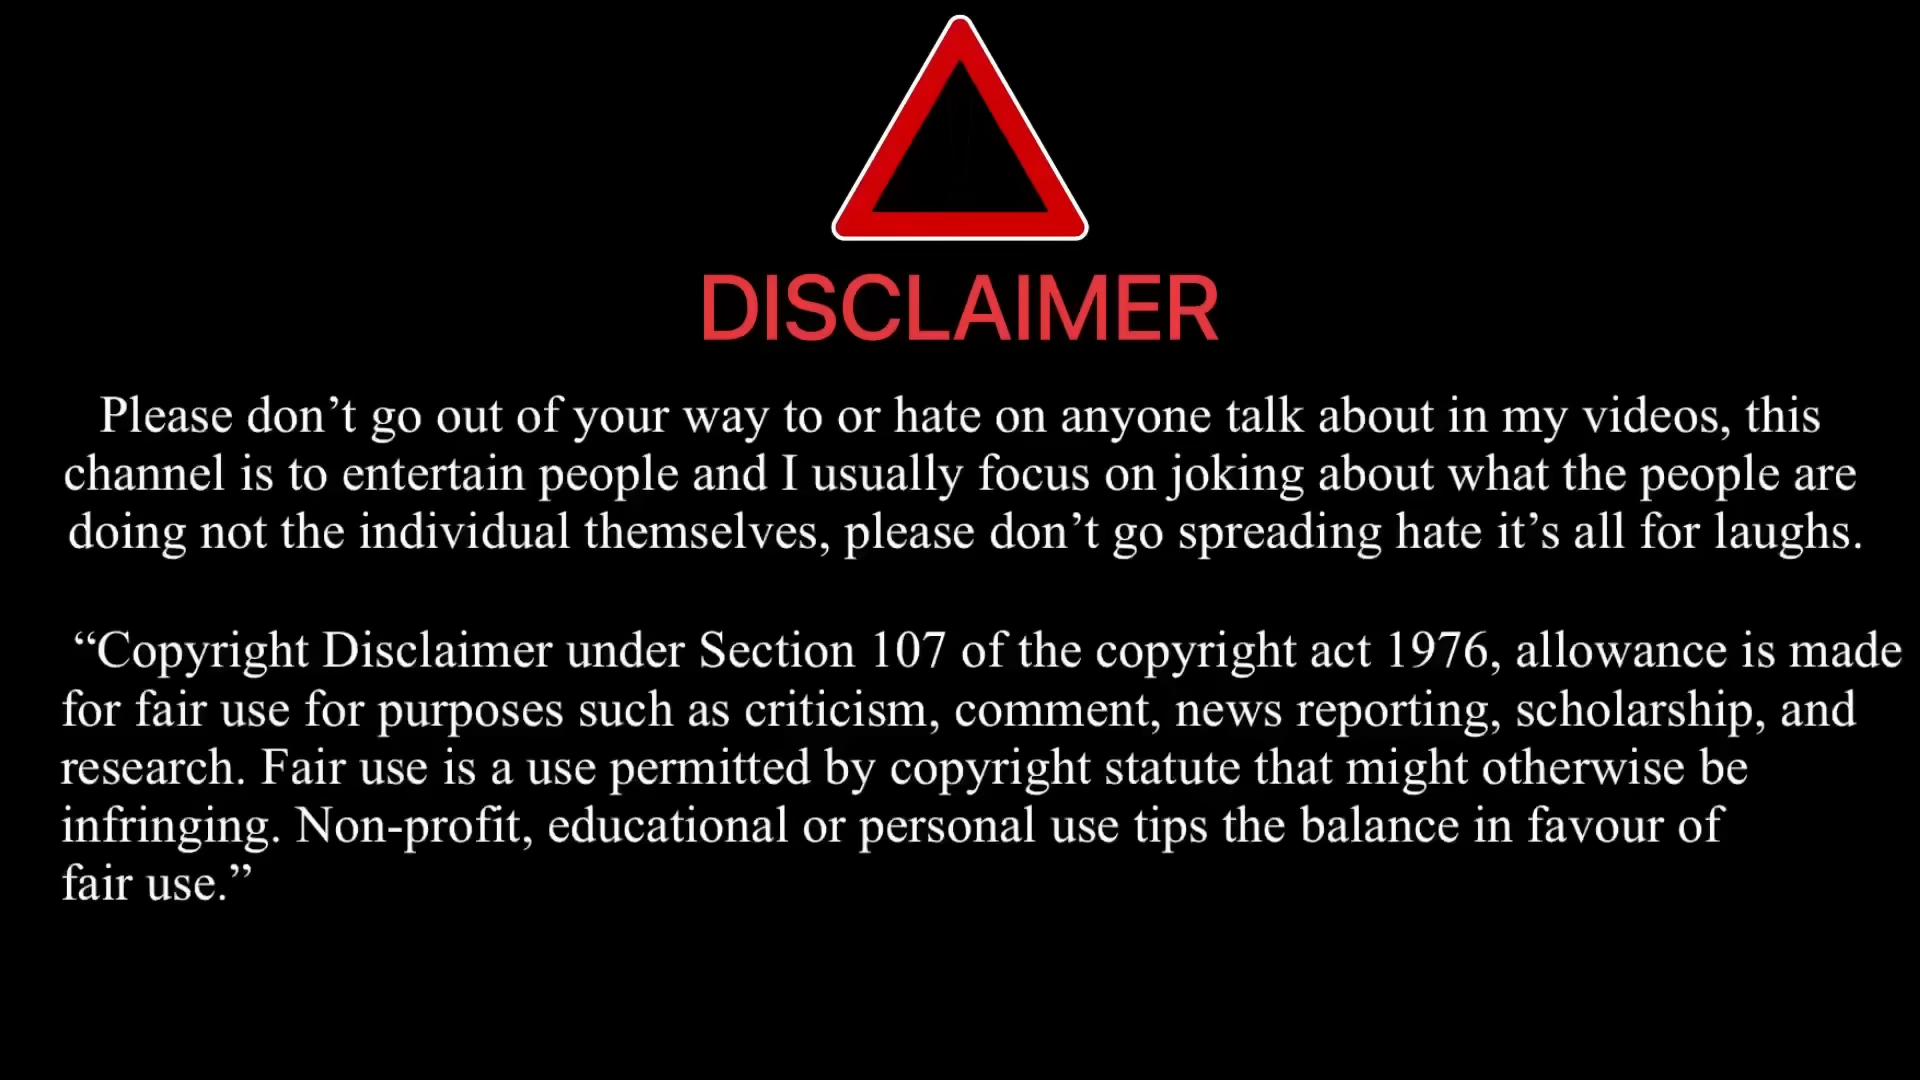 DISCLAIMER
Please don’t go out of your way to or hate on anyone talk about in my videos, this
channel is to entertain people and I usually focus on joking about what the people are
doing not the individual themselves, please don’t go spreading hate it’s all for laughs.
“Copyright Disclaimer under Section 107 of the copyright act 1976, allowance is made
for fair use for purposes such as criticism, comment, news reporting, scholarship, and
research. Fair use is a use permitted by copyright statute that might otherwise be
infringing. Non-profit, educational or personal use tips the balance in favour of
fair use.”